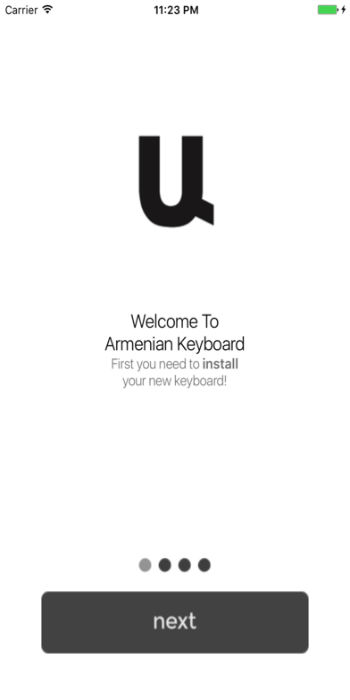 Carrier
11:23 PM
Ա
Welcome To
Armenian Keyboard
First you need to install
your new keyboard!
next